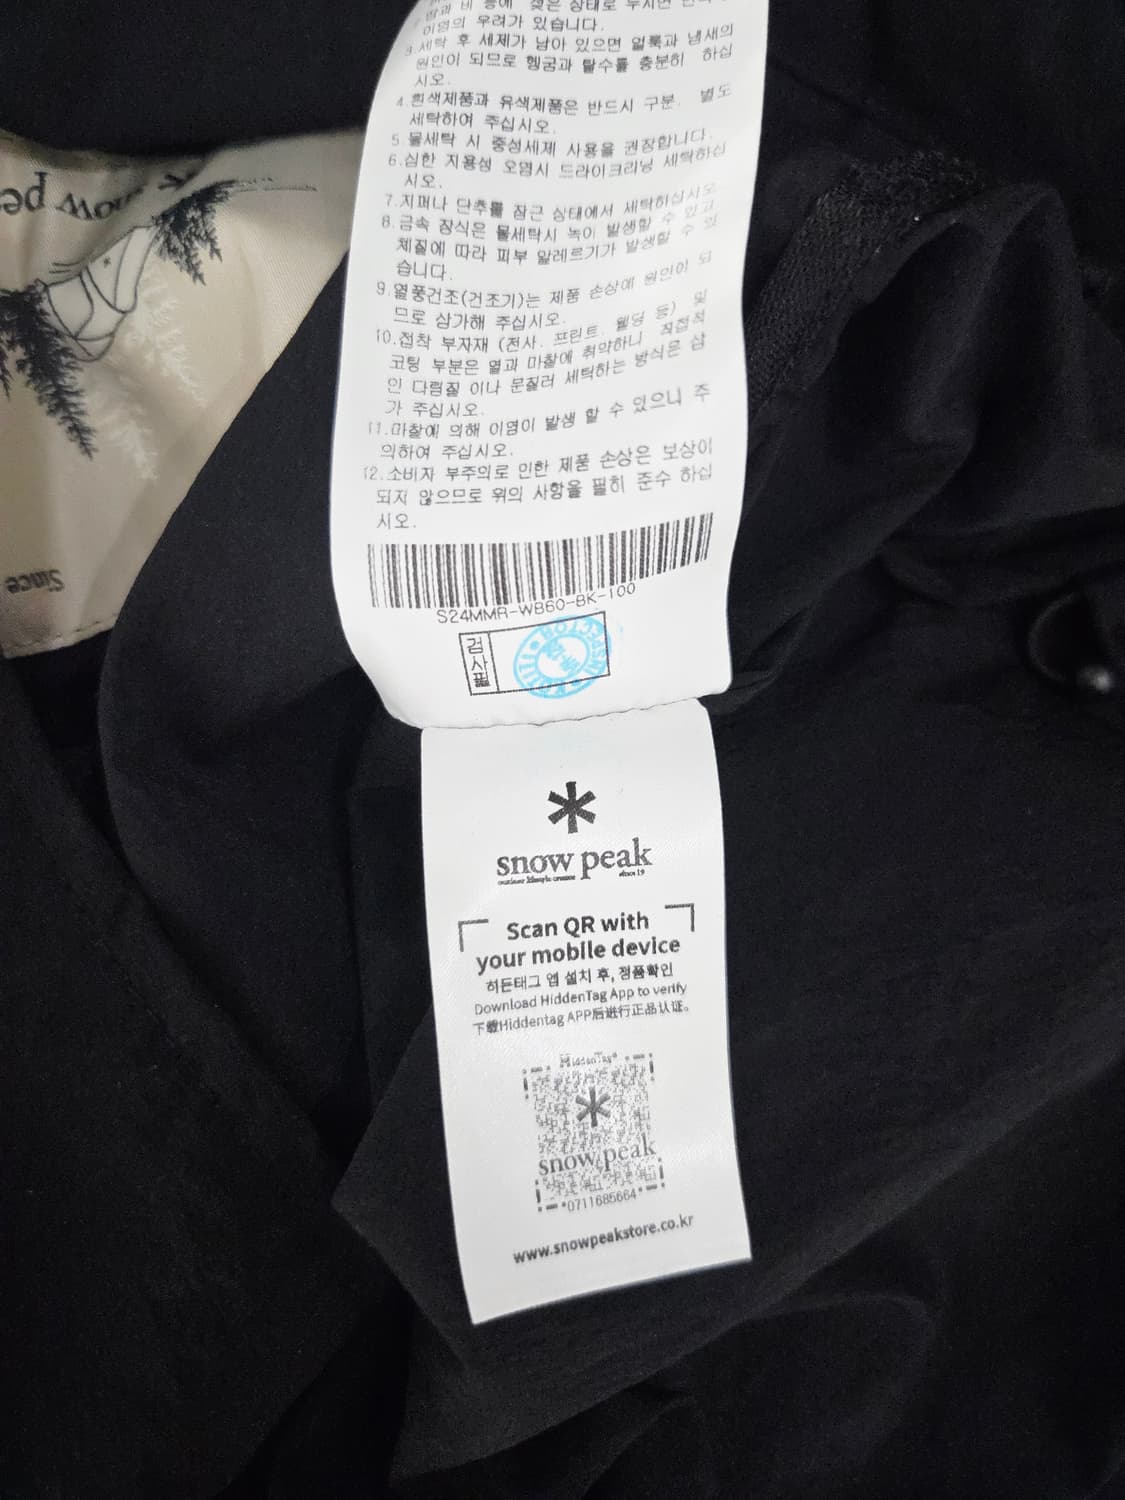 이염의 우려가 있습니다.
3.세탁 후 세제가 남아 있으면 얼룩과 냄새의
원인이 되므로 헹굼과 탈수를 충분히 하십
시오.
4.흰색제품과 유색제품은 반드시 구분. 별도
세탁하여 주십시오.
5.물세탁 시 중성세제 사용을 권장합니다.
6.심한 지용성 오염시 드라이크리닝 세탁하십
시오.
7.지퍼나 단추를 잠근 상태에서 세탁하십시오
8.금속 장식은 물세탁시 녹이 발생할 수 있고
체질에 따라 피부 알레르기가 발생할 수 있
습니다.
9.열풍건조(건조기)는 제품 손상에 원인이 되
므로 삼가해 주십시오.
10.접착 부자재 (전사. 프린트. 웰딩 등) 및
코팅 부분은 열과 마찰에 취약하니 직접적
인 다림질 이나 문질러 세탁하는 방식은 삼
가 주십시오.
11.마찰에 의해 이염이 발생 할 수 있으니 주
의하여 주십시오.
12.소비자 부주의로 인한 제품 손상은 보상이
되지 않으므로 위의 사항을 필히 준수 하십
시오.
S24MMR-WB60-BK-100
검사필
snow peak
outdoor lifestyle creator since 19
Scan QR with
your mobile device
히든태그 앱 설치 후, 정품확인
Download HiddenTag App to verify
下载Hiddentag APP后进行正品认证。
HiddenTag®
snow peak
*0711685664*
www.snowpeakstore.co.kr
Since